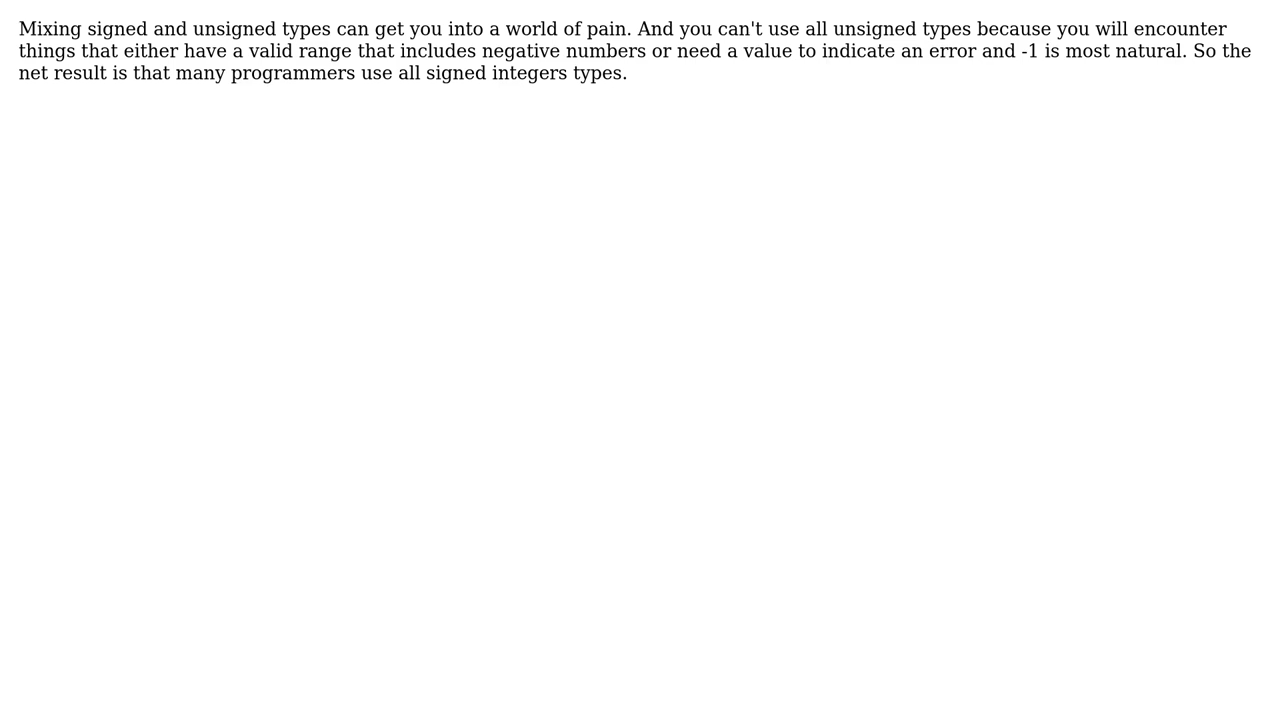 Mixing signed and unsigned types can get you into a world of pain. And you can't use all unsigned types because you will encounter
things that either have a valid range that includes negative numbers or need a value to indicate an error and -1 is most natural. So the
net result is that many programmers use all signed integers types.